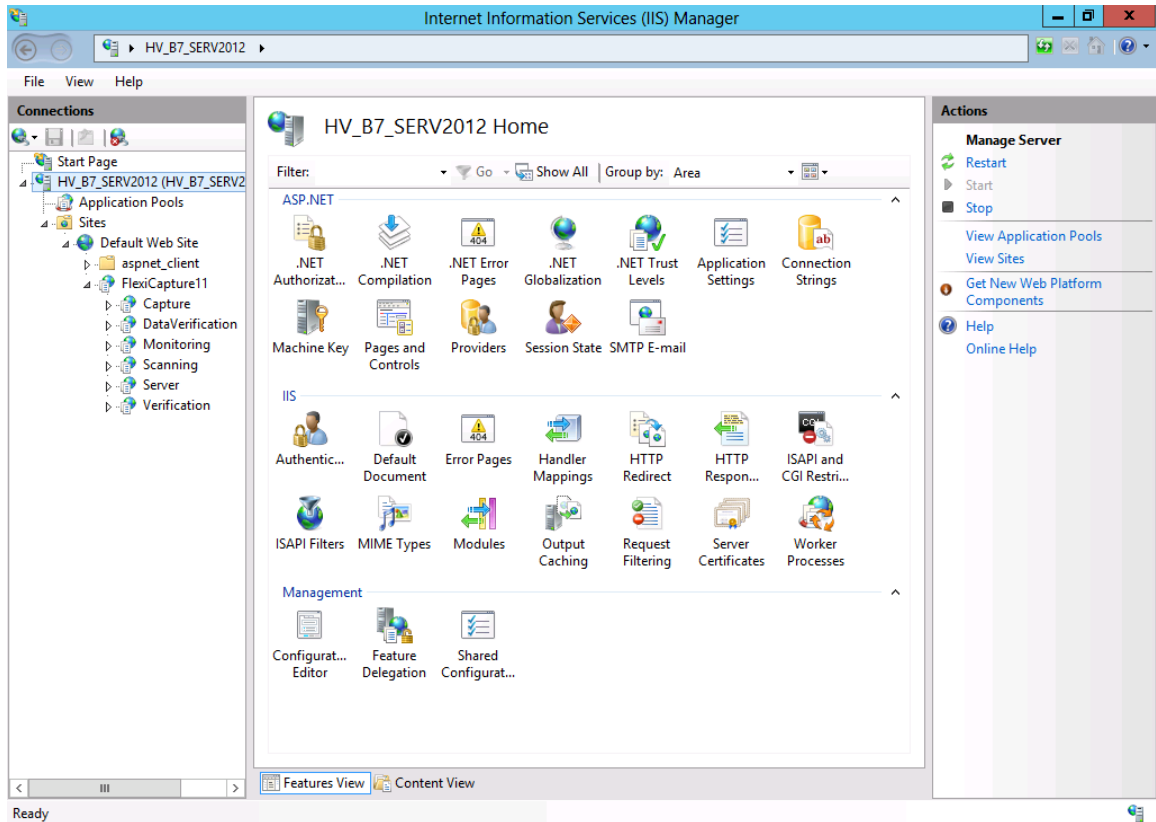 Internet Information Services (IIS) Manager
HV_B7_SERV2012
File View Help
Connections
Start Page
HV_B7_SERV2012 (HV_B7_SERV2
Application Pools
Sites
Default Web Site
aspnet_client
FlexiCapture11
Capture
DataVerification
Monitoring
Scanning
Server
Verification
HV_B7_SERV2012 Home
Filter: Go Show All Group by: Area
ASP.NET
.NET Authorizat...
.NET Compilation
.NET Error Pages
.NET Globalization
.NET Trust Levels
Application Settings
Connection Strings
ab
404
Machine Key
Pages and Controls
Providers
Session State
SMTP E-mail
IIS
Authentic...
Default Document
404
Error Pages
Handler Mappings
HTTP Redirect
HTTP Respon...
ISAPI and CGI Restri...
ISAPI Filters
MIME Types
Modules
Output Caching
Request Filtering
Server Certificates
Worker Processes
Management
Configurat... Editor
Feature Delegation
Shared Configurat...
Features View Content View
Actions
Manage Server
Restart
Start
Stop
View Application Pools
View Sites
Get New Web Platform
Components
Help
Online Help
Ready